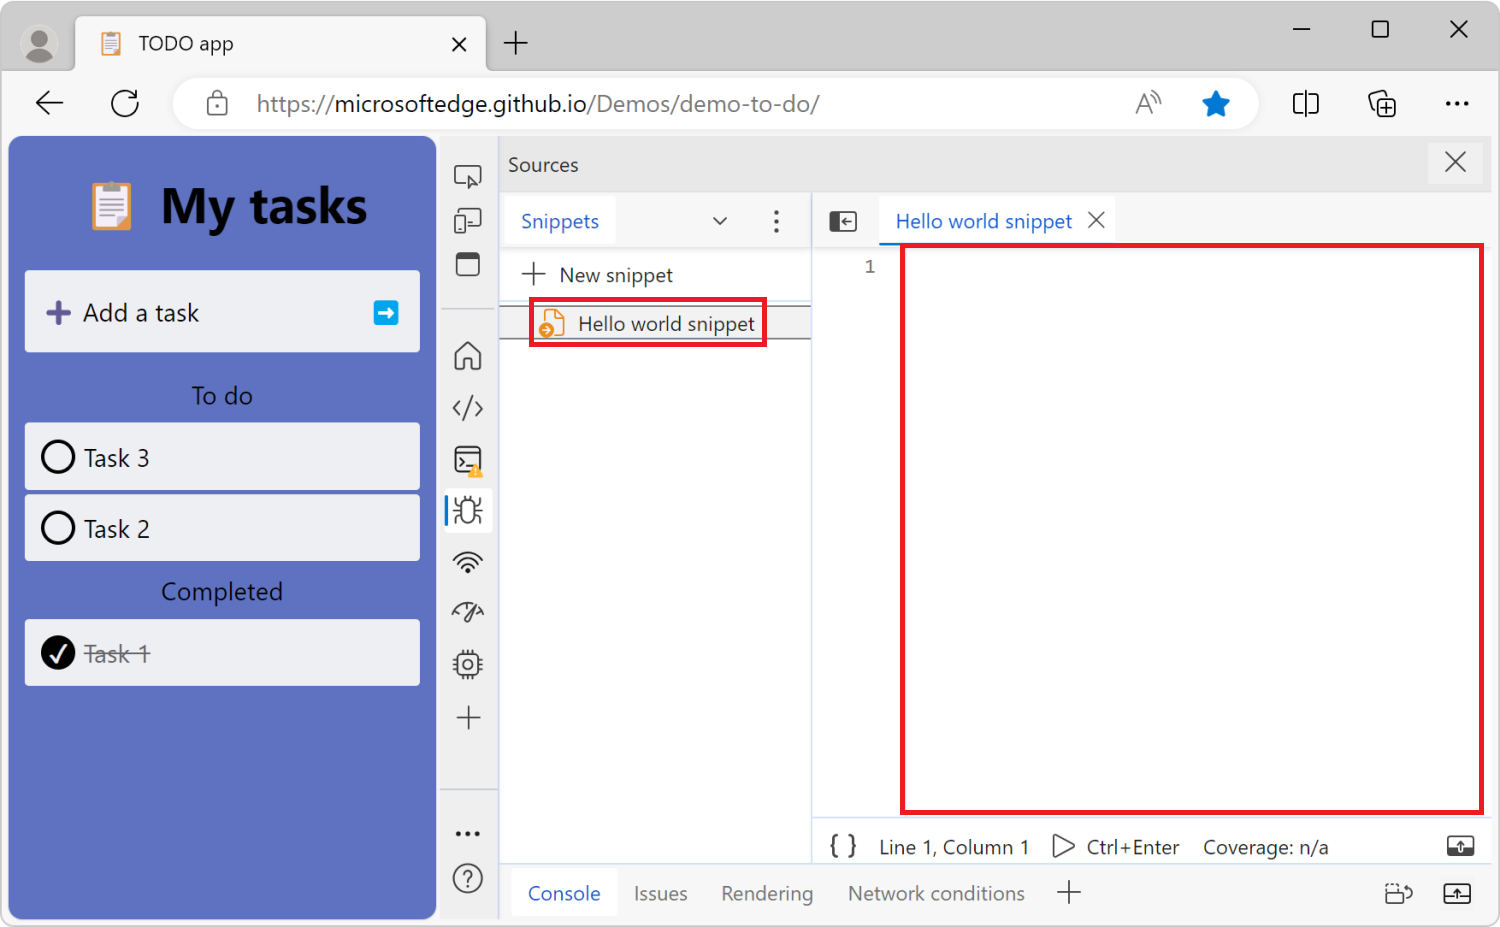 TODO app
https://microsoftedge.github.io/Demos/demo-to-do/
My tasks
Add a task
To do
Task 3
Task 2
Completed
Task 1
Sources
Snippets
New snippet
Hello world snippet
Hello world snippet
1
{ } Line 1, Column 1 Ctrl+Enter Coverage: n/a
Console Issues Rendering Network conditions